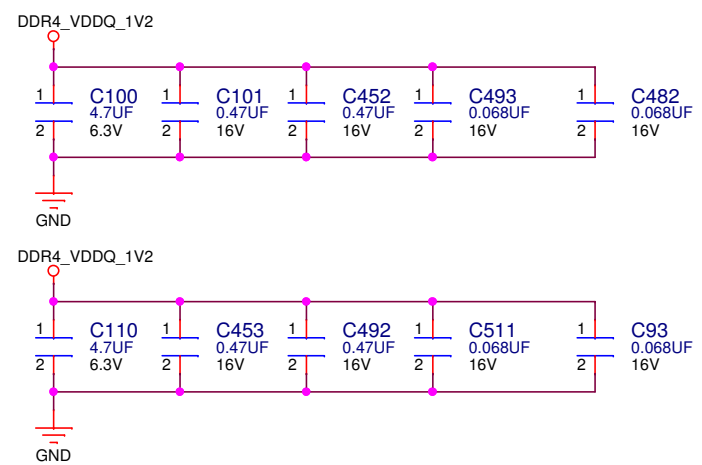 DDR4_VDDQ_1V2
1 C100 1 C101 1 C452 1 C493 1 C482
4.7UF 0.47UF 0.47UF 0.068UF 0.068UF
2 6.3V 2 16V 2 16V 2 16V 2 16V
GND
DDR4_VDDQ_1V2
1 C110 1 C453 1 C492 1 C511 1 C93
4.7UF 0.47UF 0.47UF 0.068UF 0.068UF
2 6.3V 2 16V 2 16V 2 16V 2 16V
GND